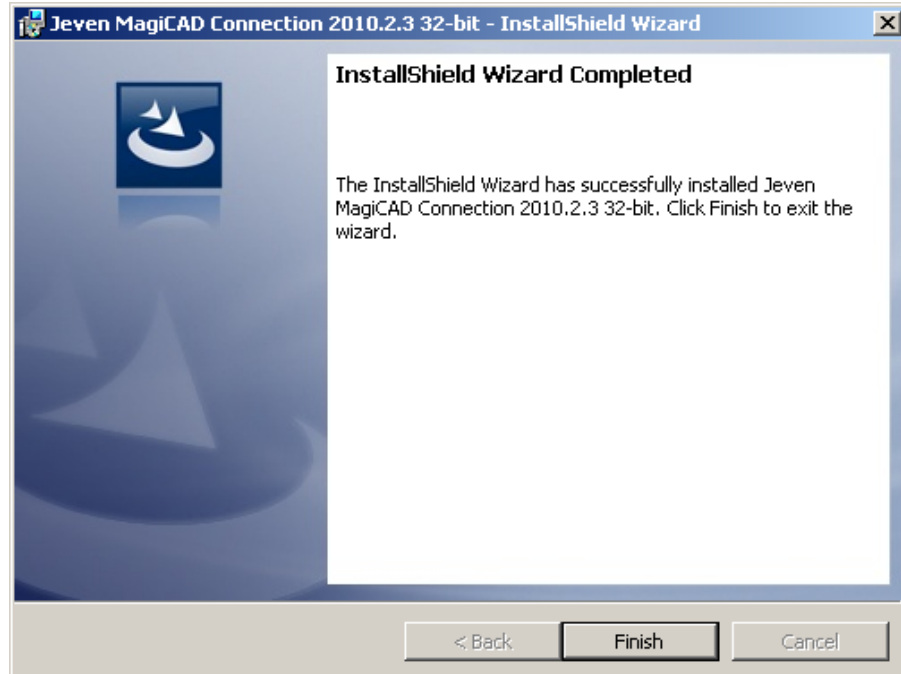 Jeven MagiCAD Connection 2010.2.3 32-bit - InstallShield Wizard
InstallShield Wizard Completed
The InstallShield Wizard has successfully installed Jeven
MagiCAD Connection 2010.2.3 32-bit. Click Finish to exit the
wizard.
< Back Finish Cancel